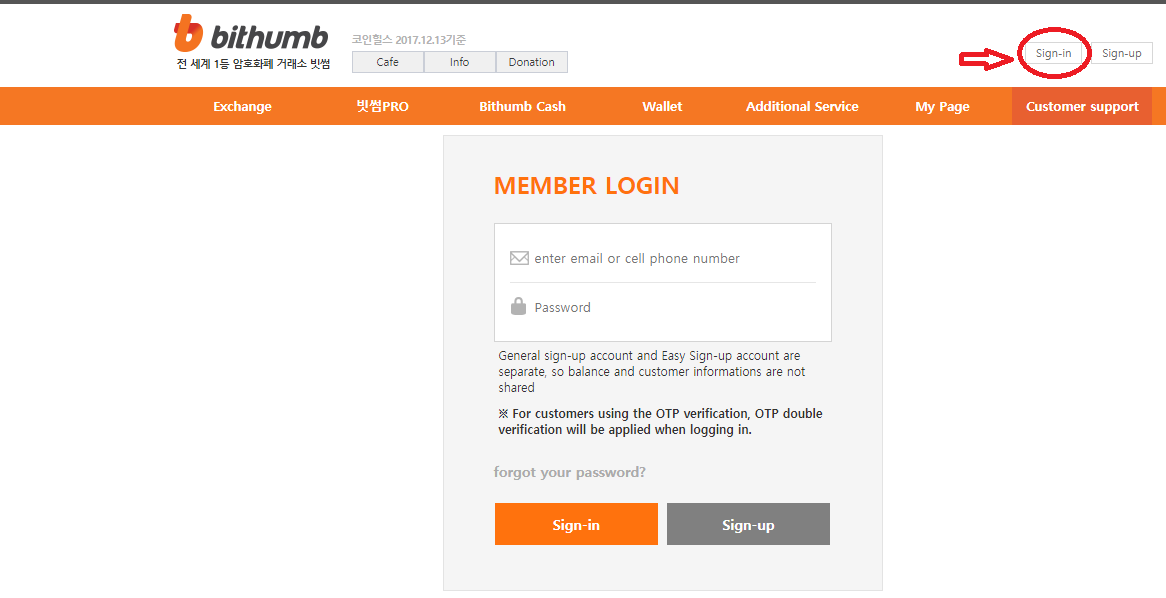 bithumb
전 세계 1등 암호화폐 거래소 빗썸
코인힐스 2017.12.13기준
Cafe Info Donation
Sign-in Sign-up
Exchange 빗썸PRO Bithumb Cash Wallet Additional Service My Page Customer support
MEMBER LOGIN
enter email or cell phone number
Password
General sign-up account and Easy Sign-up account are
separate, so balance and customer informations are not
shared
※ For customers using the OTP verification, OTP double
verification will be applied when logging in.
forgot your password?
Sign-in Sign-up